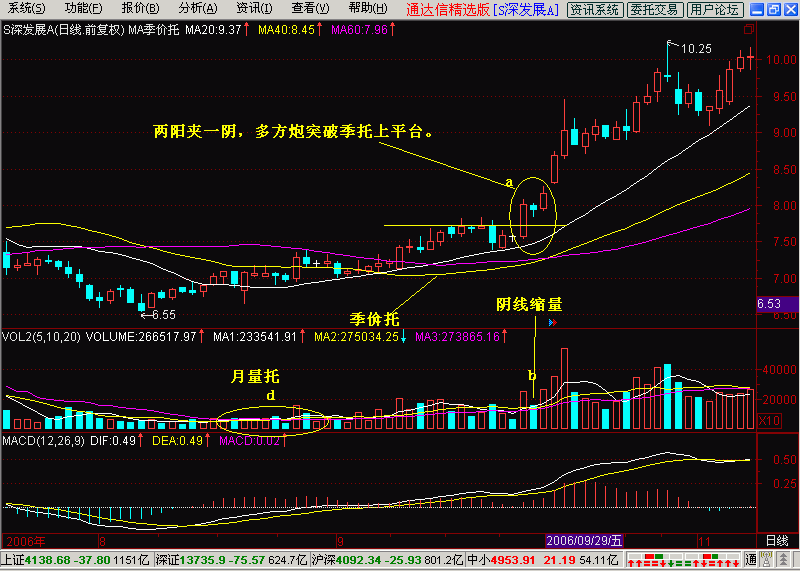 系统(S) 功能(F) 报价(B) 分析(A) 资讯(I) 查看(V) 帮助(H) 通达信精选版 [S深发展A] 资讯系统 委托交易 用户论坛
S深发展A(日线.前复权) MA季价托 MA20:9.37↑ MA40:8.45↑ MA60:7.96↑
←10.25
10.00
9.50
两阳夹一阴，多方炮突破季托上平台。
9.00
8.50
a
8.00
7.50
7.00
6.53
6.50
←6.55
季价托
阴线缩量
VOL2(5,10,20) VOLUME:266517.97↑ MA1:233541.91↑ MA2:275034.25↓ MA3:273865.16↑
月量托
d
b
40000
20000
X10
MACD(12,26,9) DIF:0.49↑ DEA:0.49↑ MACD:0.02↑
0.50
0.25
2006年 8 9 2006/09/29/五 11 日线
上证4138.68 -37.80 1151亿 深证13735.9 -75.57 624.7亿 沪深4092.34 -25.93 801.2亿 中小4953.91 21.19 54.11亿 通